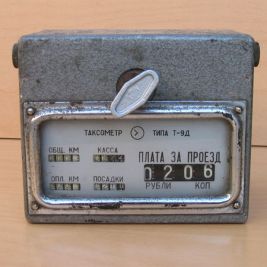 ТАКСОМЕТР ТИПА Т-9Д
ОБЩ. КМ КАССА
ПЛАТА ЗА ПРОЕЗД
0206
ОПЛ. КМ ПОСАДКИ
РУБЛИ КОП